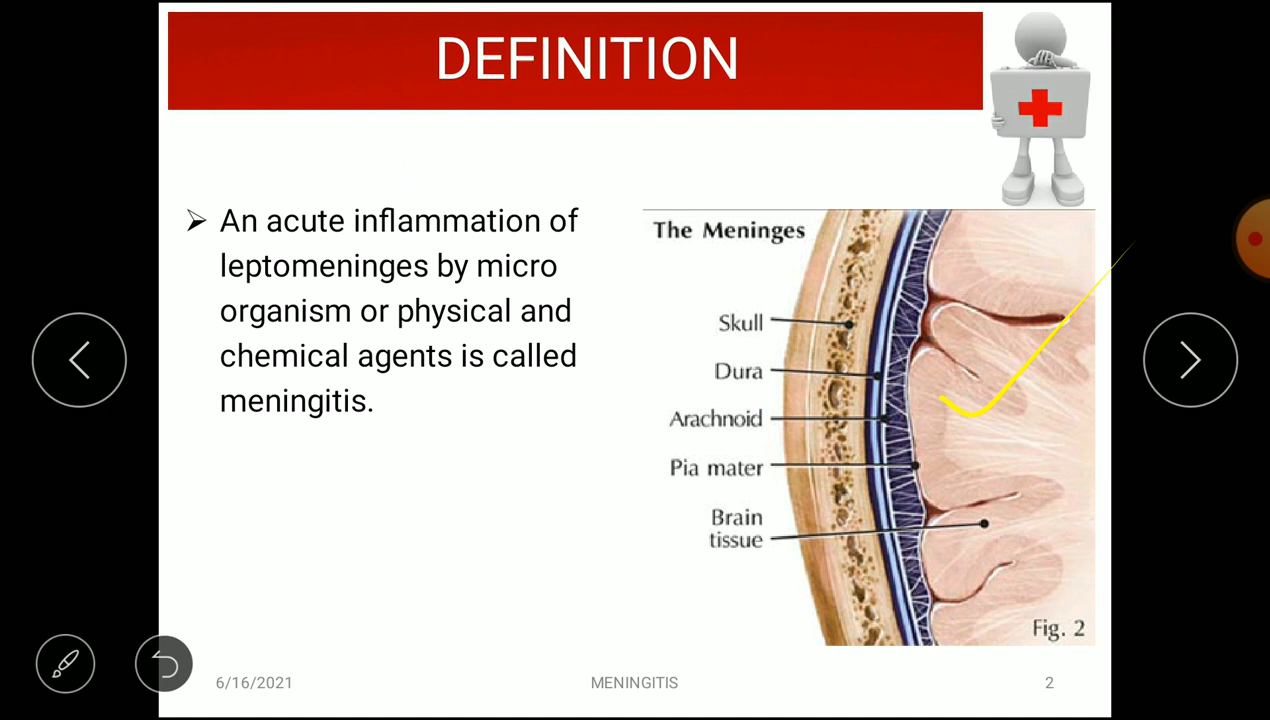 DEFINITION
➢ An acute inflammation of
leptomeninges by micro
organism or physical and
chemical agents is called
meningitis.
The Meninges
Skull
Dura
Arachnoid
Pia mater
Brain
tissue
Fig. 2
6/16/2021
MENINGITIS
2